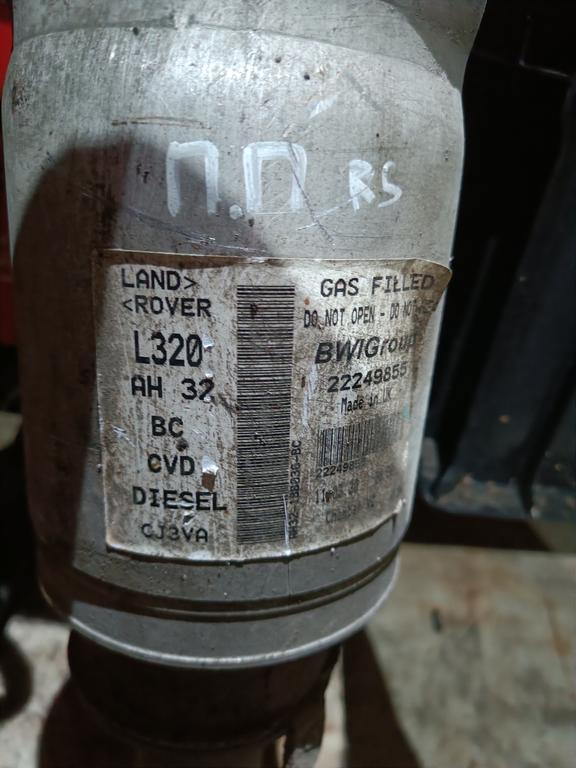 П.П RS
LAND>
<ROVER
L320
AH 32
BC
CVD
DIESEL
CJ3VA
GAS FILLED
DO NOT OPEN - DO NOT
BWIGroup
22249855
Made in UK